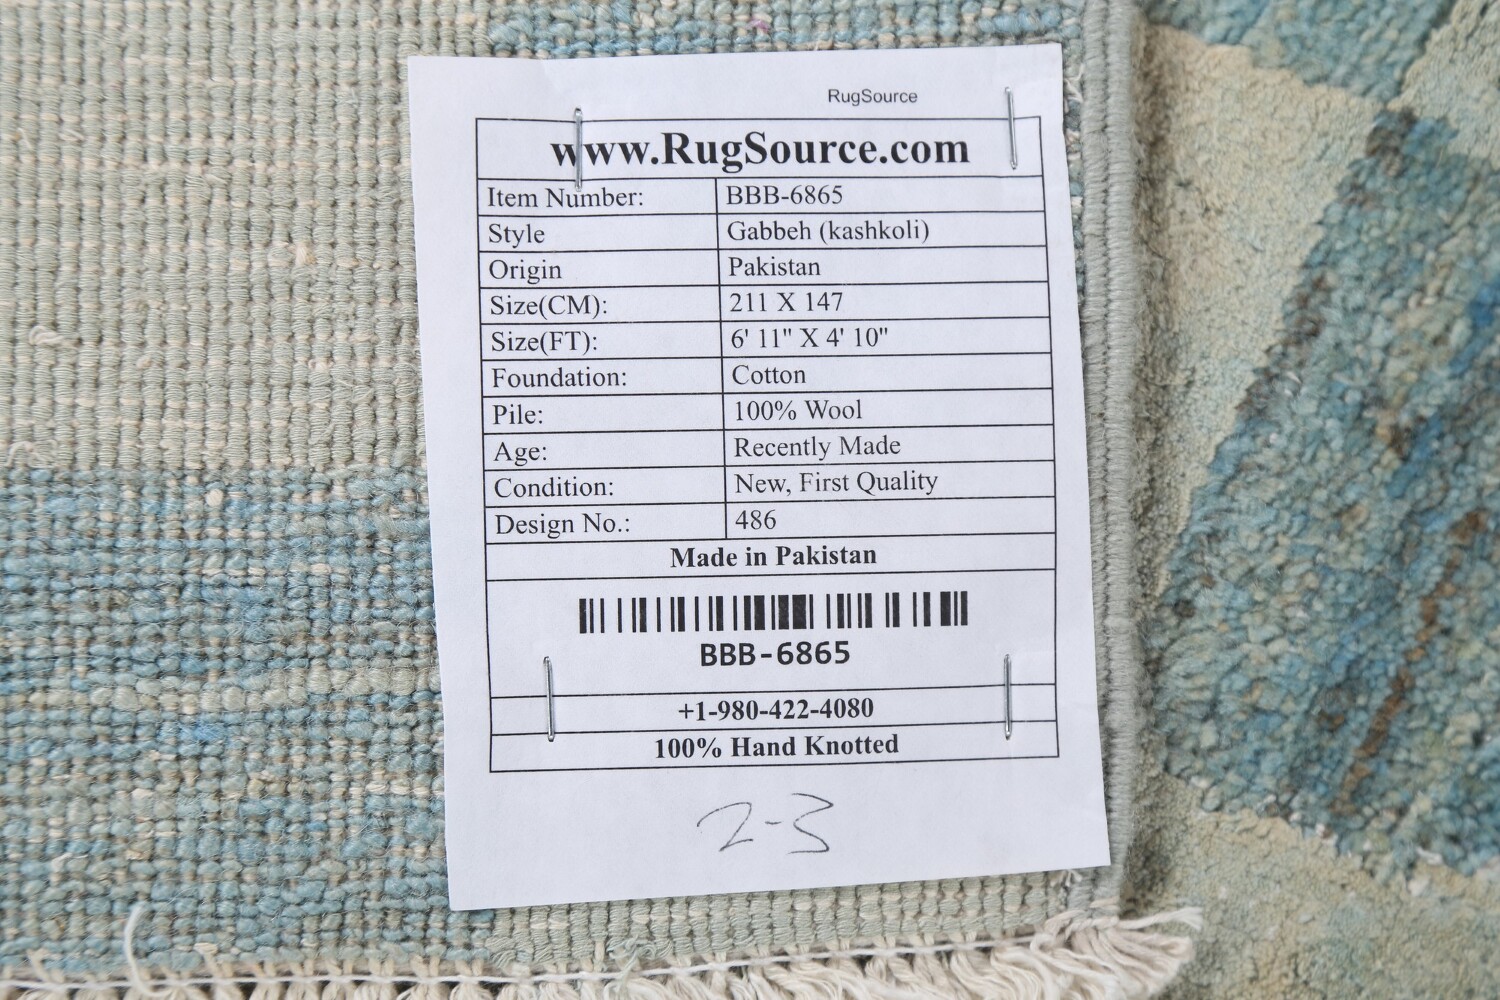 RugSource
www.RugSource.com
Item Number: BBB-6865
Style Gabbeh (kashkoli)
Origin Pakistan
Size(CM): 211 X 147
Size(FT): 6' 11" X 4' 10"
Foundation: Cotton
Pile: 100% Wool
Age: Recently Made
Condition: New, First Quality
Design No.: 486
Made in Pakistan
BBB-6865
+1-980-422-4080
100% Hand Knotted
2-3